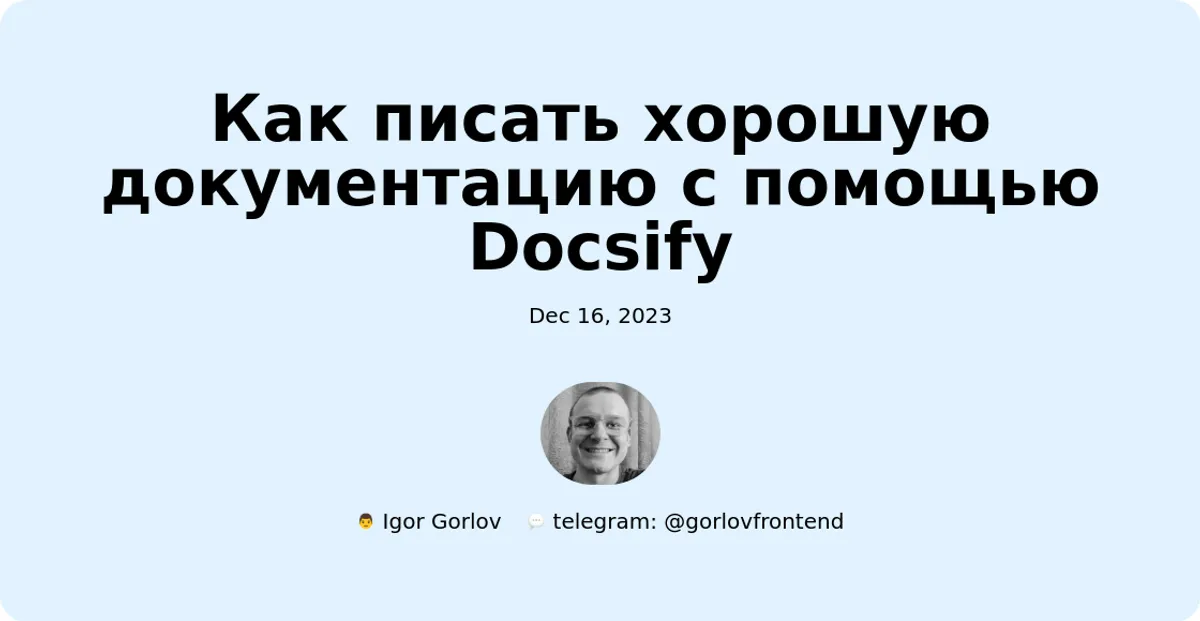 Как писать хорошую
документацию с помощью
Docsify
Dec 16, 2023
Igor Gorlov telegram: @gorlovfrontend